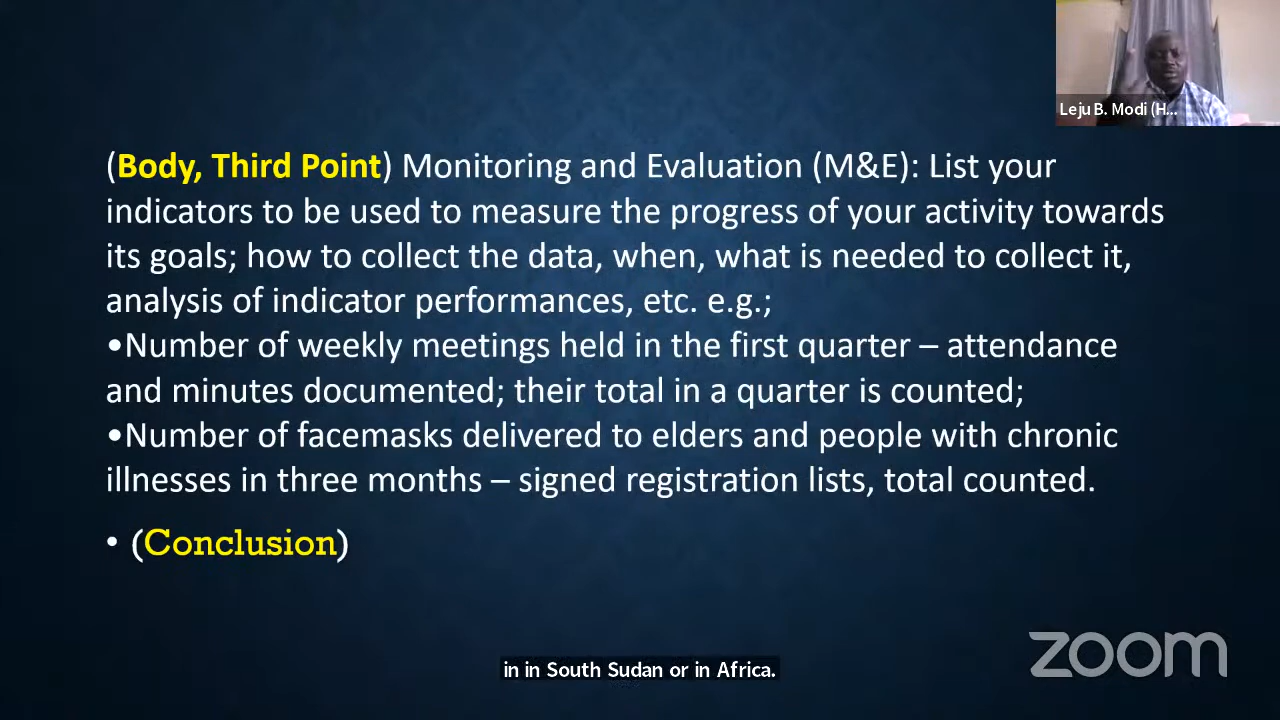 Leju B. Modi (H...
(Body, Third Point) Monitoring and Evaluation (M&E): List your
indicators to be used to measure the progress of your activity towards
its goals; how to collect the data, when, what is needed to collect it,
analysis of indicator performances, etc. e.g.;
•Number of weekly meetings held in the first quarter – attendance
and minutes documented; their total in a quarter is counted;
•Number of facemasks delivered to elders and people with chronic
illnesses in three months – signed registration lists, total counted.
• (Conclusion)
zoom
in in South Sudan or in Africa.